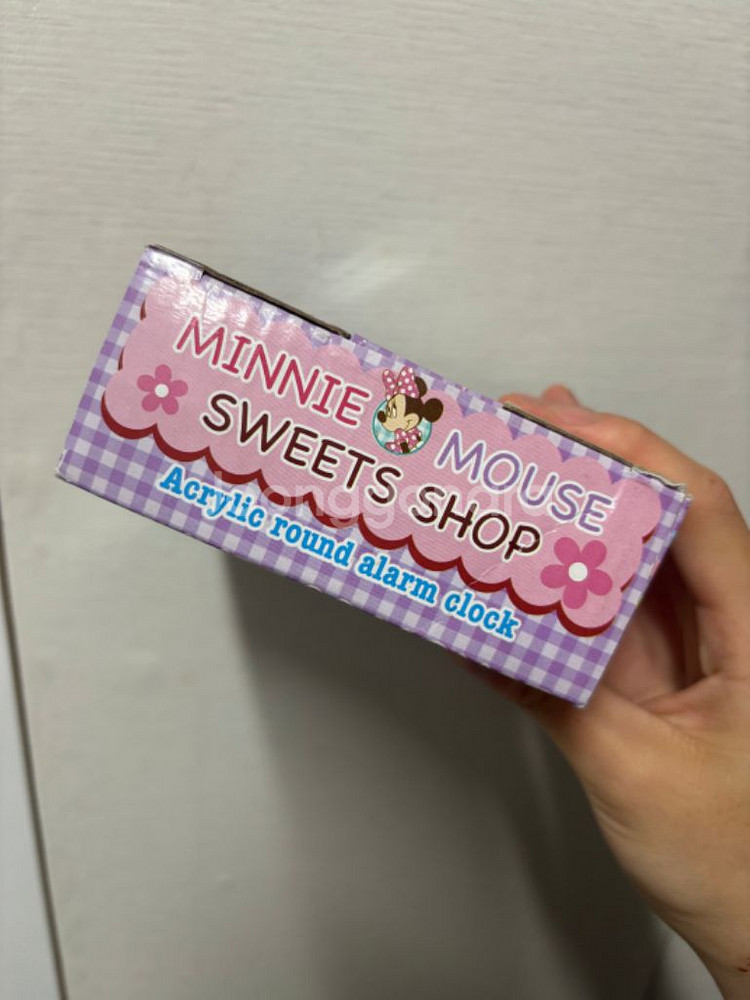 MINNIE MOUSE
SWEETS SHOP
Acrylic round alarm clock